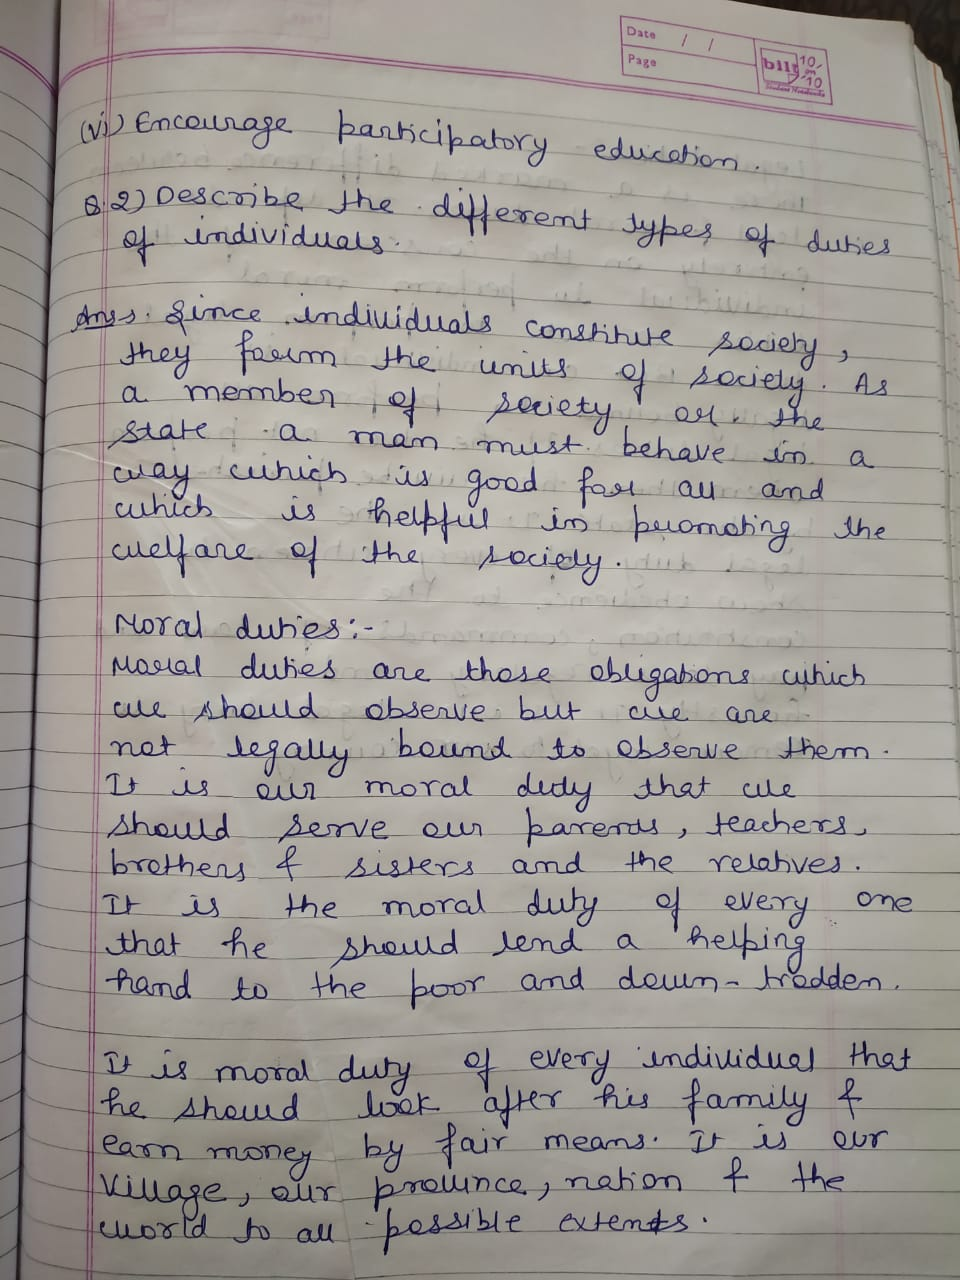 Date / /
Page
bilt 10 on 10
Student Notebooks
(vi) Encourage participatory education.
Q.2) Describe the different types of duties
of individuals.
Ans. Since individuals constitute society,
they form the units of society. As
a member of society or the
state a man must behave in a
way which is good for all and
which is helpful in promoting the
welfare of the society.
Moral duties:-
Moral duties are those obligations which
we should observe but we are
not legally bound to observe them.
It is our moral duty that we
should serve our parents, teachers,
brothers & sisters and the relatives.
It is the moral duty of every one
that he should lend a helping
hand to the poor and down-trodden.
It is moral duty of every individual that
he should look after his family &
earn money by fair means. It is our
village, our province, nation & the
world to all possible extents.